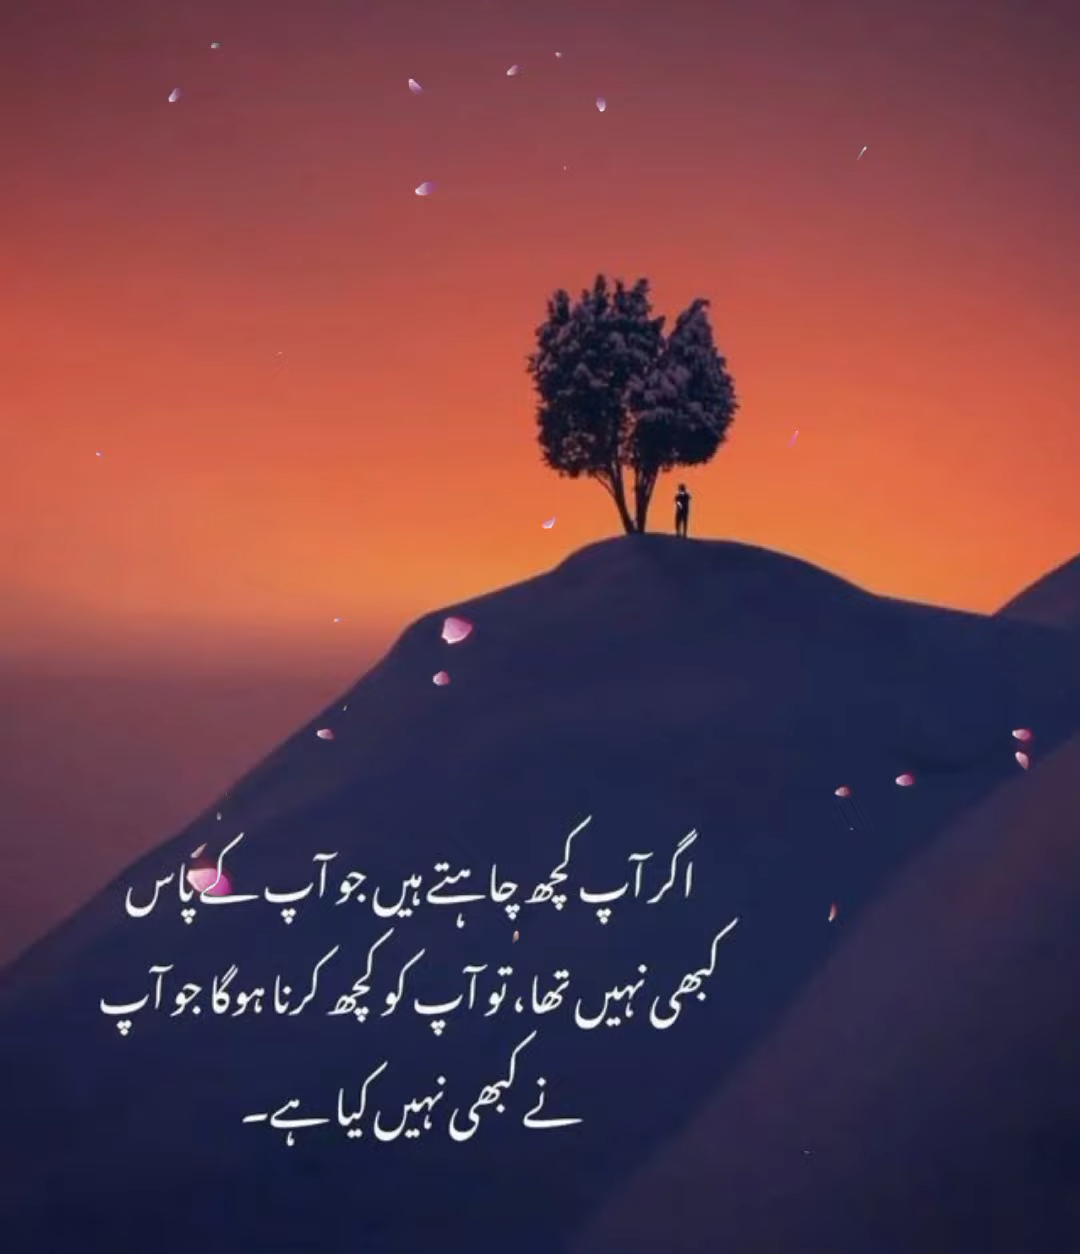 اگر آپ کچھ چاہتے ہیں جو آپ کے پاس
کبھی نہیں تھا، تو آپ کو کچھ کرنا ہوگا جو آپ
نے کبھی نہیں کیا ہے۔